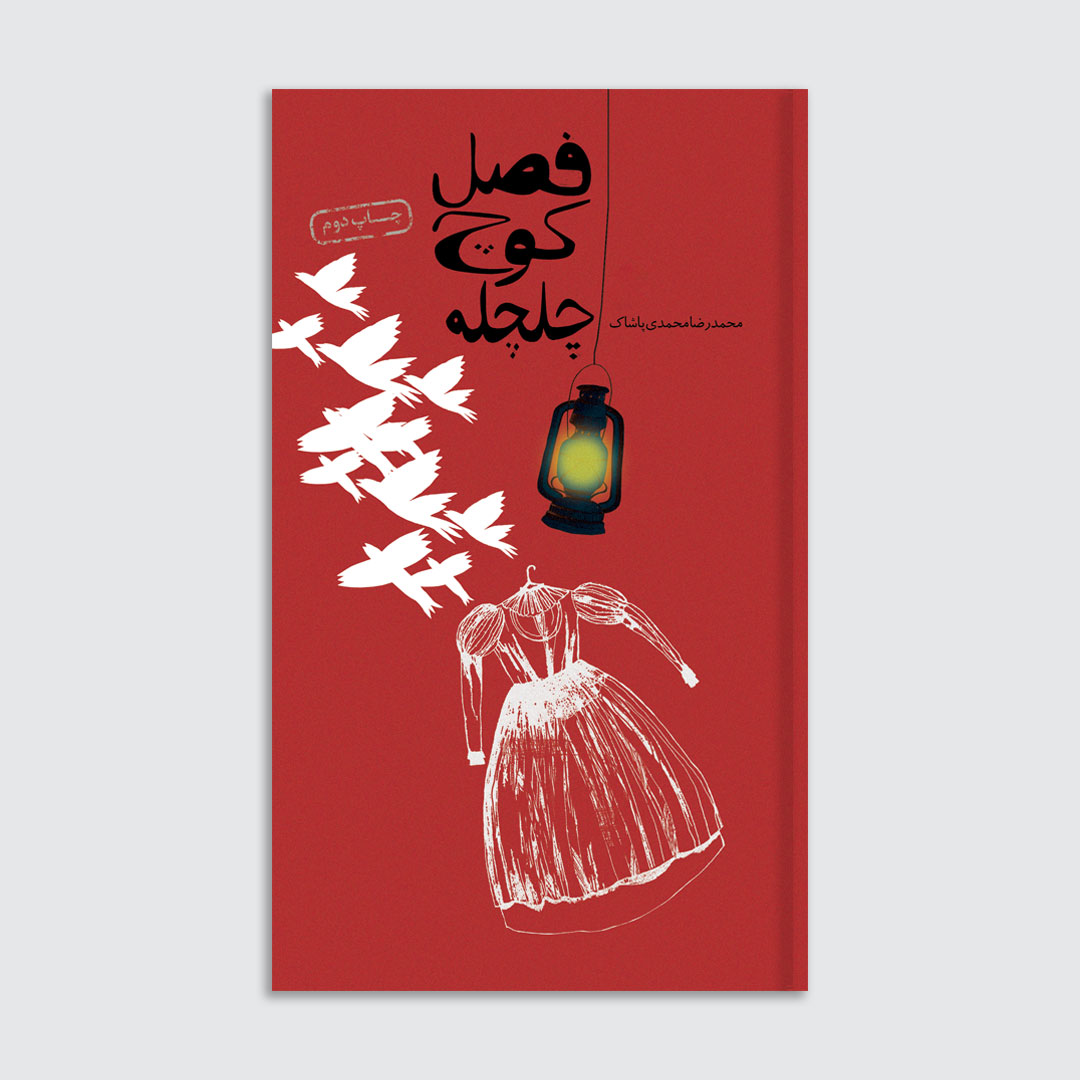 فصل
کوچ
چلچله
محمدرضا محمدی پاشاک
چاپ دوم